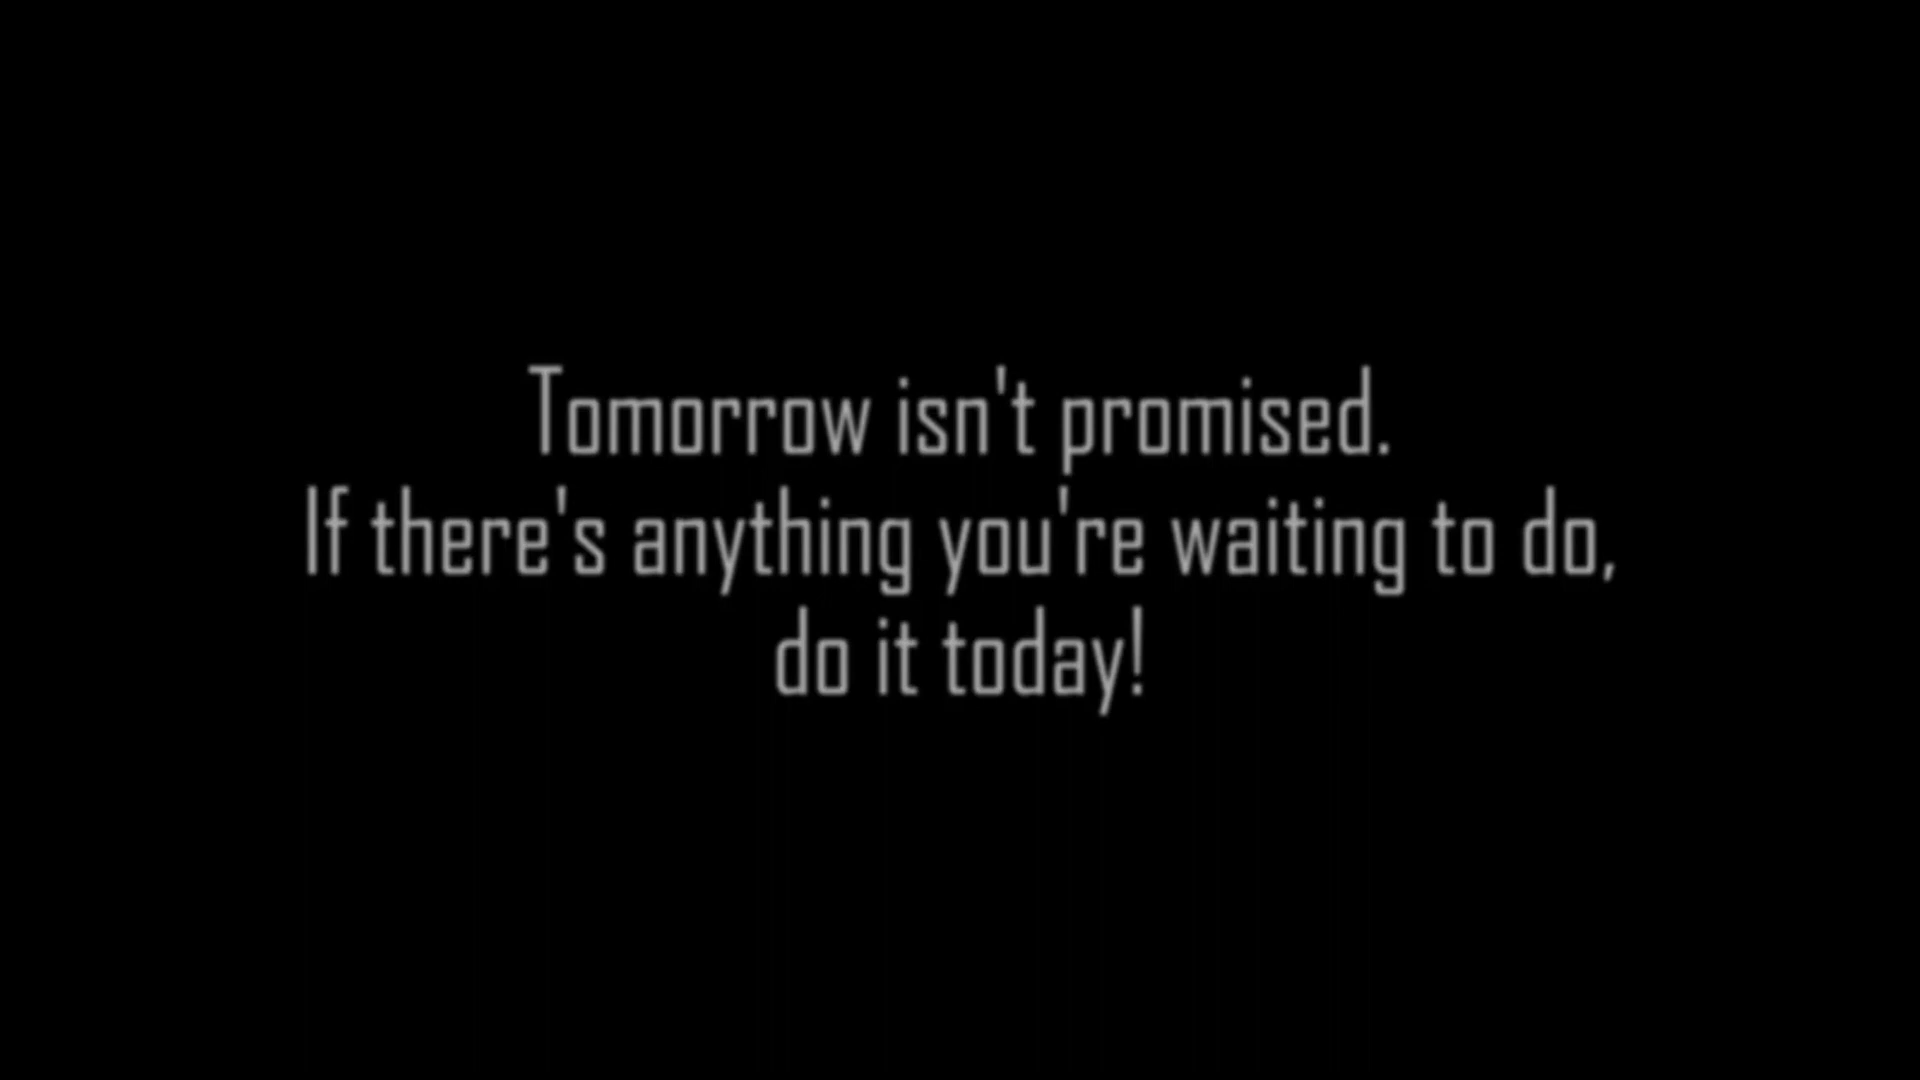 Tomorrow isn't promised.
If there's anything you're waiting to do,
do it today!